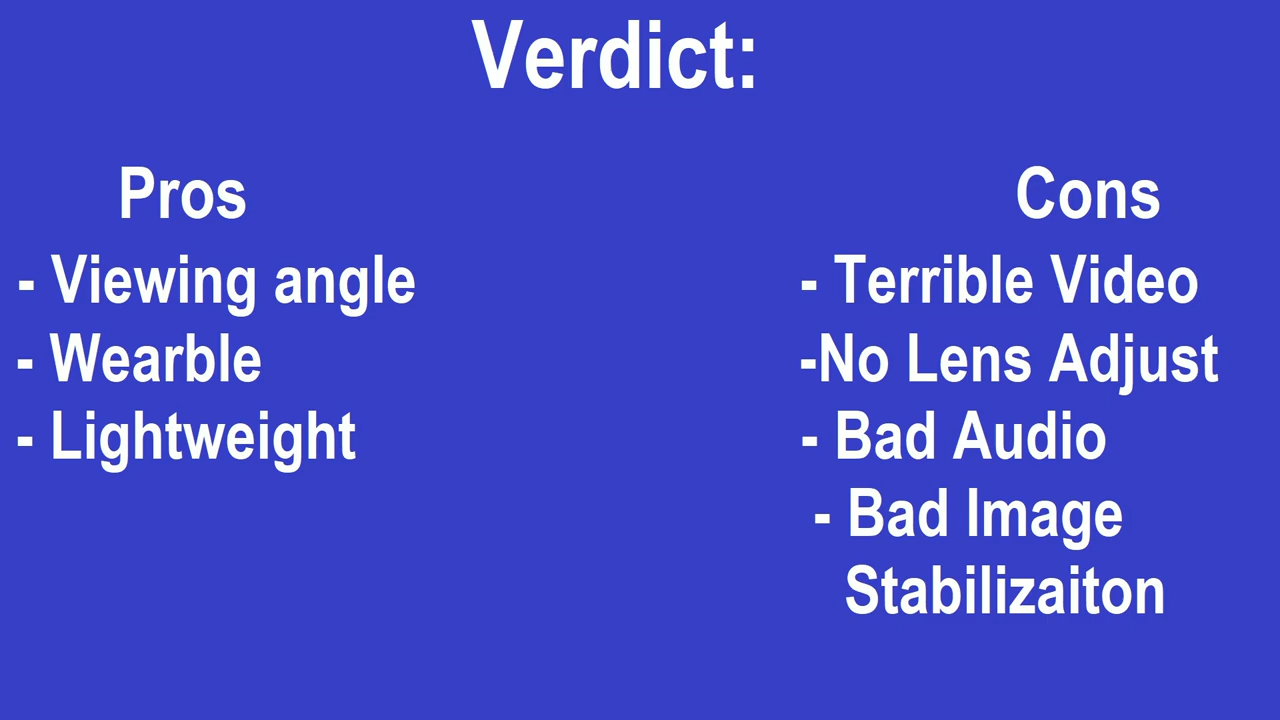 Verdict:
Pros
- Viewing angle
- Wearble
- Lightweight
Cons
- Terrible Video
-No Lens Adjust
- Bad Audio
- Bad Image
Stabilizaiton